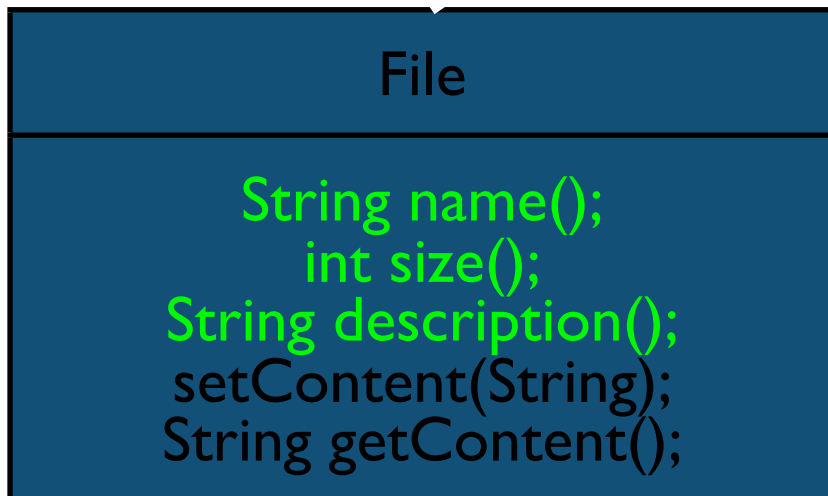 File
String name();
int size();
String description();
setContent(String);
String getContent();